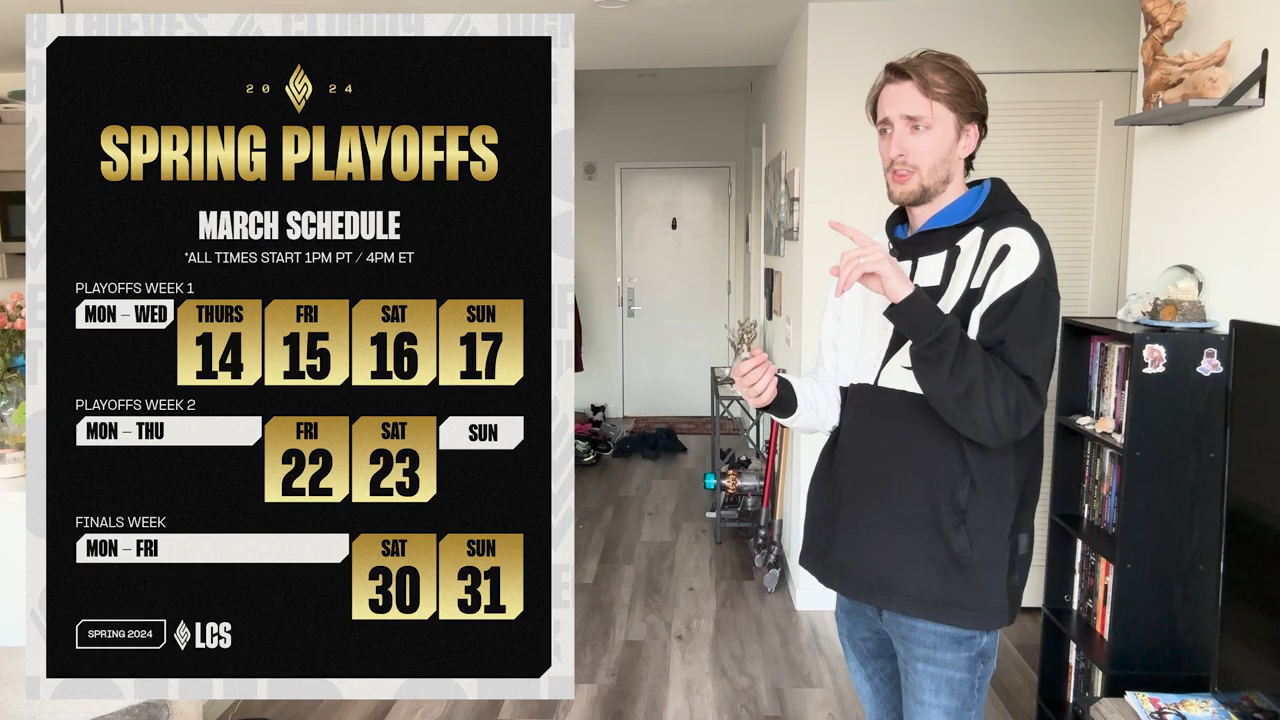 20 24
SPRING PLAYOFFS
MARCH SCHEDULE
*ALL TIMES START 1PM PT / 4PM ET
PLAYOFFS WEEK 1
MON – WED THURS FRI SAT SUN
14 15 16 17
PLAYOFFS WEEK 2
MON – THU FRI SAT SUN
22 23
FINALS WEEK
MON – FRI SAT SUN
30 31
SPRING 2024 LCS